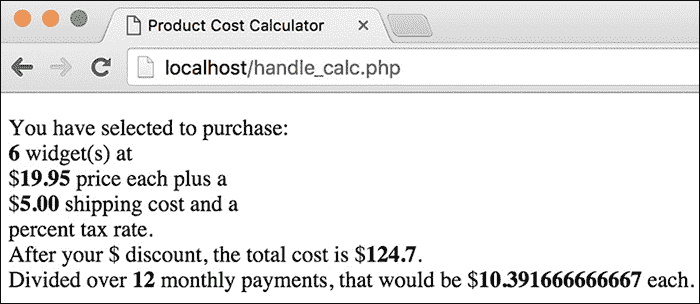 Product Cost Calculator
localhost/handle_calc.php
You have selected to purchase:
6 widget(s) at
$19.95 price each plus a
$5.00 shipping cost and a
percent tax rate.
After your $ discount, the total cost is $124.7.
Divided over 12 monthly payments, that would be $10.391666666667 each.